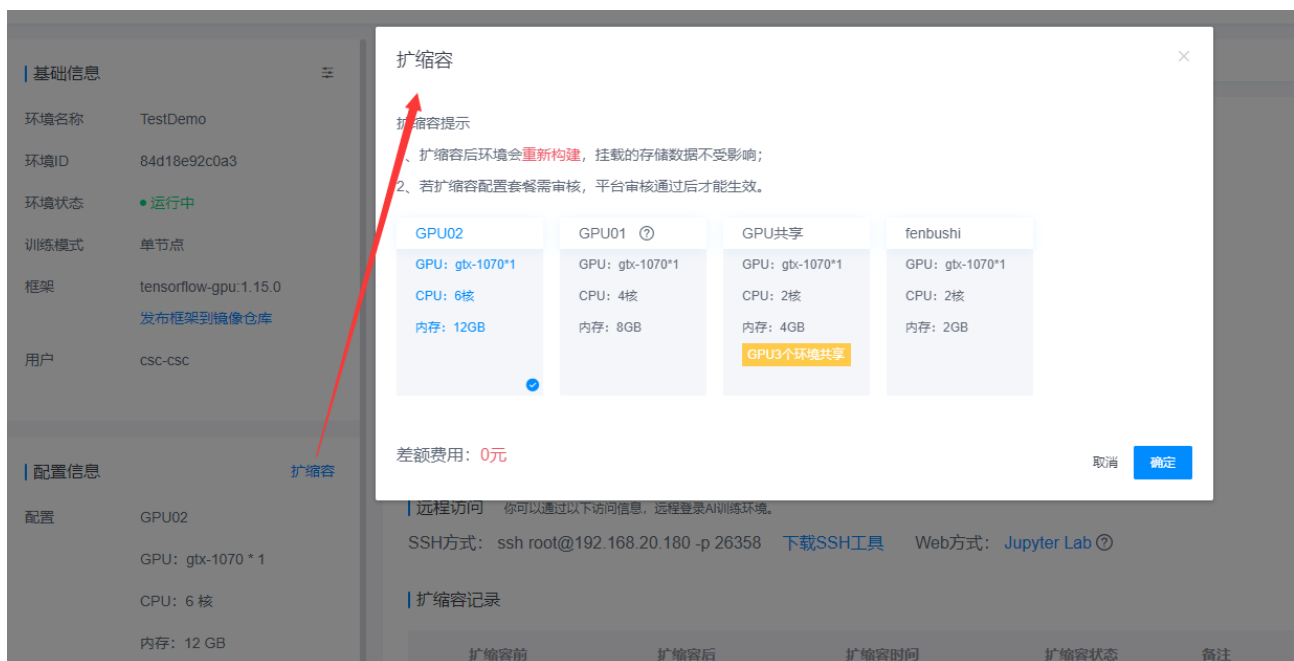 基础信息
环境名称 TestDemo
环境ID 84d18e92c0a3
环境状态 运行中
训练模式 单节点
框架 tensorflow-gpu:1.15.0
发布框架到镜像仓库
用户 csc-csc
配置信息 扩缩容
配置 GPU02
GPU：gtx-1070 * 1
CPU：6 核
内存：12 GB
扩缩容
扩缩容提示
、扩缩容后环境会重新构建，挂载的存储数据不受影响；
2、若扩缩容配置套餐需审核，平台审核通过后才能生效。
GPU02 GPU01 GPU共享 fenbushi
GPU：gtx-1070*1 GPU：gtx-1070*1 GPU：gtx-1070*1 GPU：gtx-1070*1
CPU：6核 CPU：4核 CPU：2核 CPU：2核
内存：12GB 内存：8GB 内存：4GB 内存：2GB
GPU3个环境共享
差额费用：0元
取消 确定
远程访问 你可以通过以下访问信息，远程登录AI训练环境。
SSH方式： ssh root@192.168.20.180 -p 26358 下载SSH工具 Web方式： Jupyter Lab
扩缩容记录
扩缩容前 扩缩容后 扩缩容时间 扩缩容状态 备注